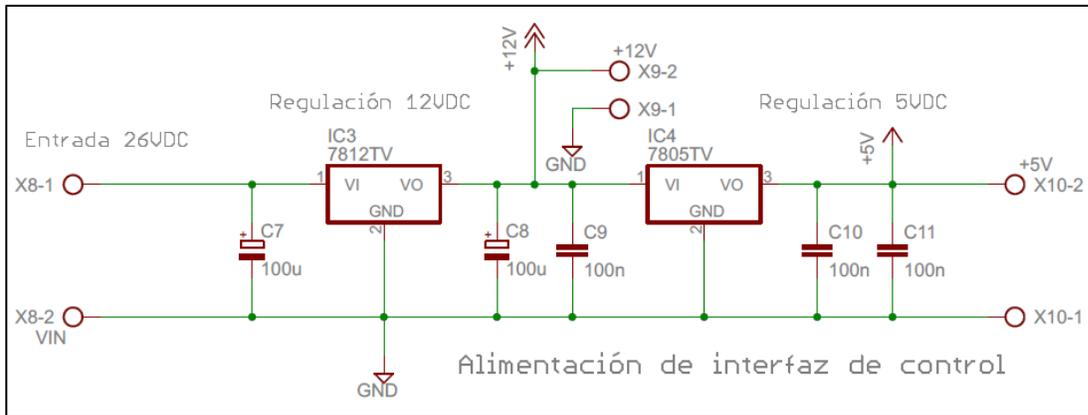 +12V
+12V
X9-2
Regulación 12VDC
X9-1
Regulación 5VDC
Entrada 26VDC
IC3
7812TV
GND
IC4
7805TV
+5V
+5V
X8-1
1
VI
VO
3
1
VI
VO
3
X10-2
GND
2
GND
2
+
C7
100u
+
C8
100u
C9
100n
C10
100n
C11
100n
X8-2
VIN
X10-1
GND
Alimentación de interfaz de control